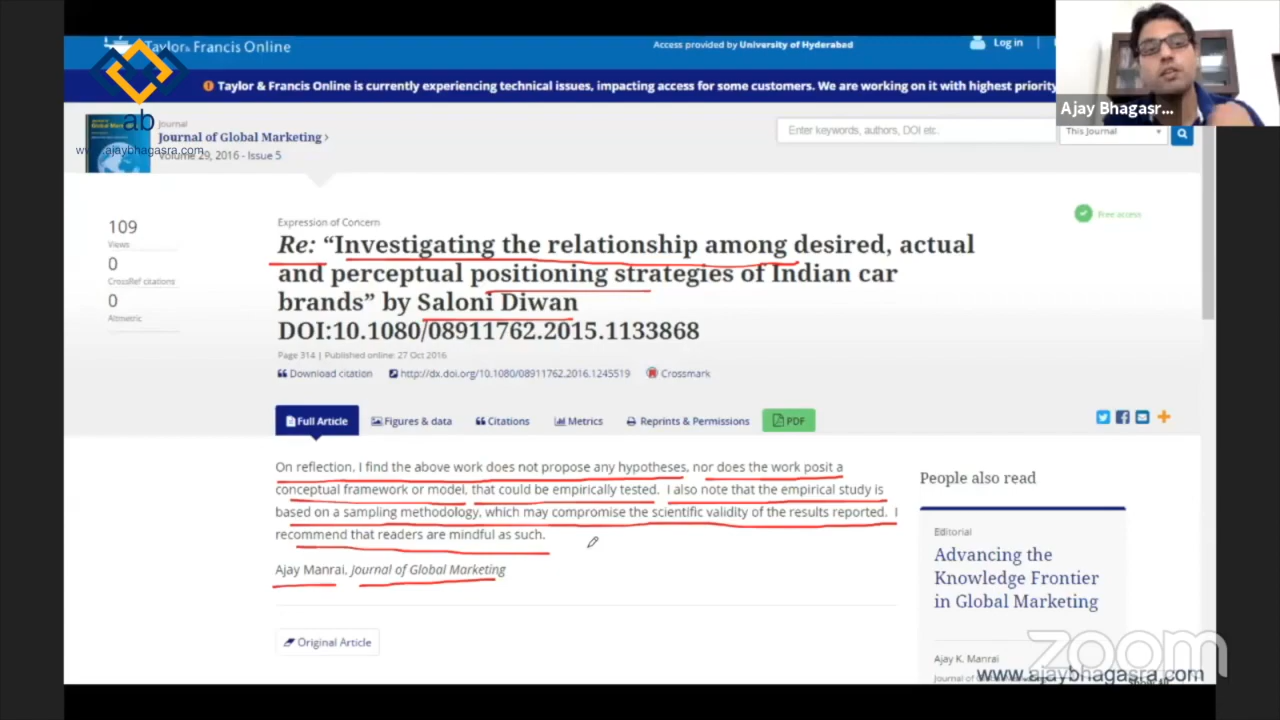 Taylor & Francis Online
Access provided by University of Hyderabad
Log in
Taylor & Francis Online is currently experiencing technical issues, impacting access for some customers. We are working on it with highest priority
Ajay Bhagasr...
ab
www.ajaybhagasra.com
Journal
Journal of Global Marketing ›
Volume 29, 2016 - Issue 5
Enter keywords, authors, DOI etc.
This Journal
109
Views
0
CrossRef citations
0
Altmetric
Expression of Concern
Free access
Re: “Investigating the relationship among desired, actual
and perceptual positioning strategies of Indian car
brands” by Saloni Diwan
DOI:10.1080/08911762.2015.1133868
Page 314 | Published online: 27 Oct 2016
Download citation http://dx.doi.org/10.1080/08911762.2016.1245519 Crossmark
Full Article Figures & data Citations Metrics Reprints & Permissions PDF
On reflection, I find the above work does not propose any hypotheses, nor does the work posit a
conceptual framework or model, that could be empirically tested. I also note that the empirical study is
based on a sampling methodology, which may compromise the scientific validity of the results reported. I
recommend that readers are mindful as such.
Ajay Manrai, Journal of Global Marketing
Original Article
People also read
Editorial
Advancing the
Knowledge Frontier
in Global Marketing
Ajay K. Manrai
Journal of
zoom
www.ajaybhagasra.com